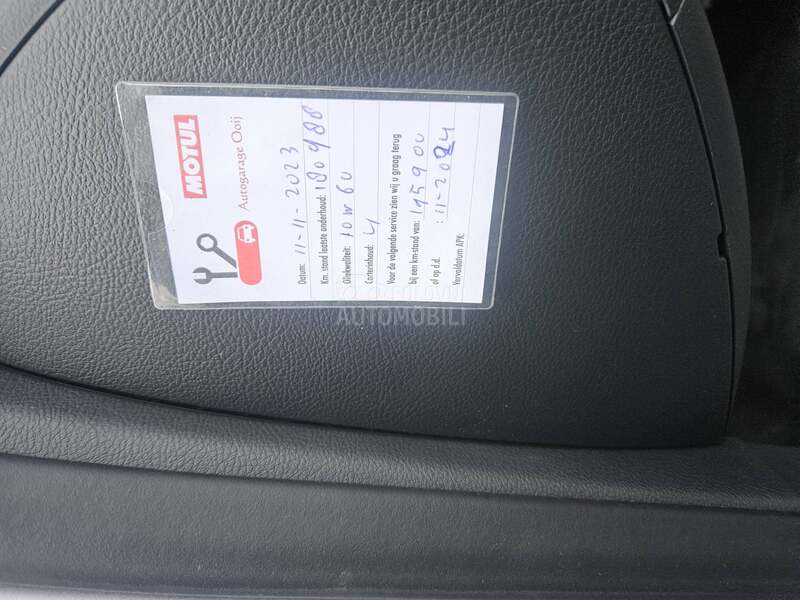 MOTUL
Autogarage Ooij
Datum: 11-11-2023
Km. stand laatste onderhoud: 180988
Oliekwaliteit: 10w60
Carterinhoud: 4
Voor de volgende service zien wij u graag terug
bij een km-stand van: 195900
of op d.d. : 11-2024
Vervaldatum APK:
AUTOMOBILI